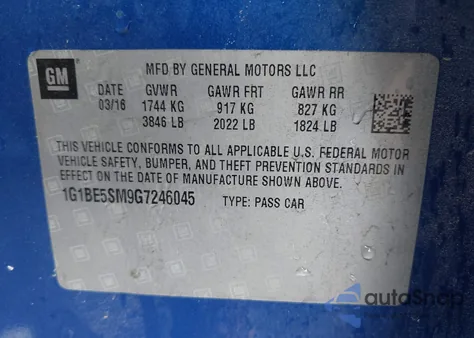 GM
MFD BY GENERAL MOTORS LLC
DATE GVWR GAWR FRT GAWR RR
03/16 1744 KG 917 KG 827 KG
3846 LB 2022 LB 1824 LB
THIS VEHICLE CONFORMS TO ALL APPLICABLE U.S. FEDERAL MOTOR
VEHICLE SAFETY, BUMPER, AND THEFT PREVENTION STANDARDS IN
EFFECT ON THE DATE OF MANUFACTURE SHOWN ABOVE.
1G1BE5SM9G7246045 TYPE: PASS CAR
autoSnap